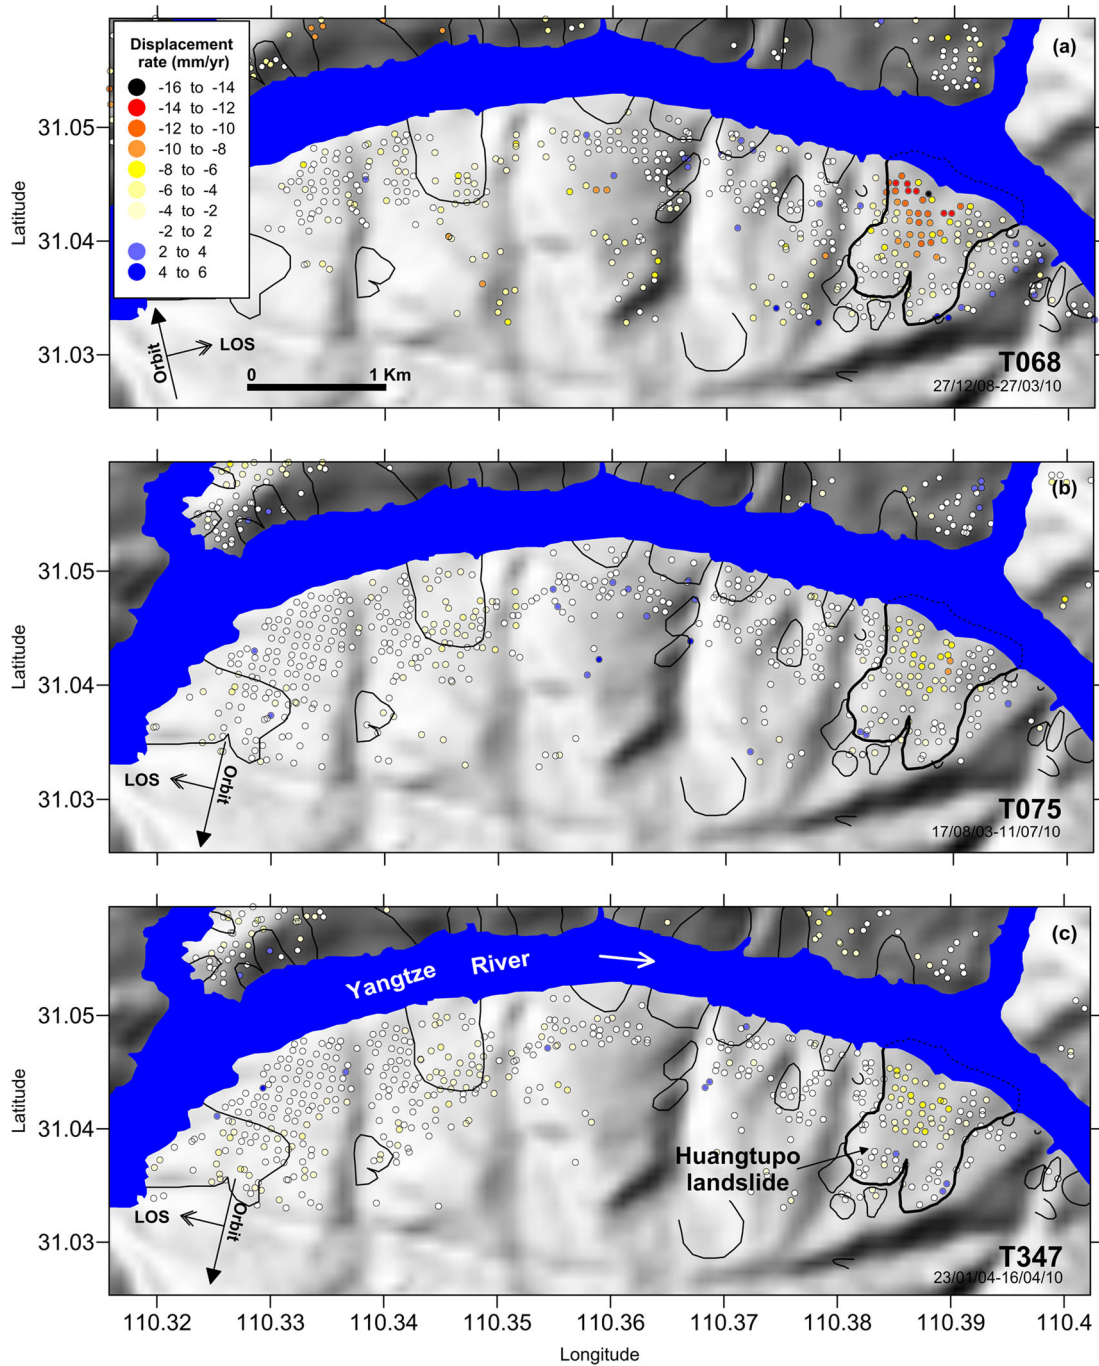 (a)
Displacement
rate (mm/yr)
-16 to -14
-14 to -12
-12 to -10
-10 to -8
-8 to -6
-6 to -4
-4 to -2
-2 to 2
2 to 4
4 to 6
31.05
31.04
31.03
Latitude
Orbit
LOS
0 1 Km
T068
27/12/08-27/03/10
(b)
31.05
31.04
31.03
Latitude
LOS
Orbit
T075
17/08/03-11/07/10
(c)
Yangtze River
31.05
31.04
31.03
Latitude
LOS
Orbit
Huangtupo
landslide
T347
23/01/04-16/04/10
110.32 110.33 110.34 110.35 110.36 110.37 110.38 110.39 110.4
Longitude